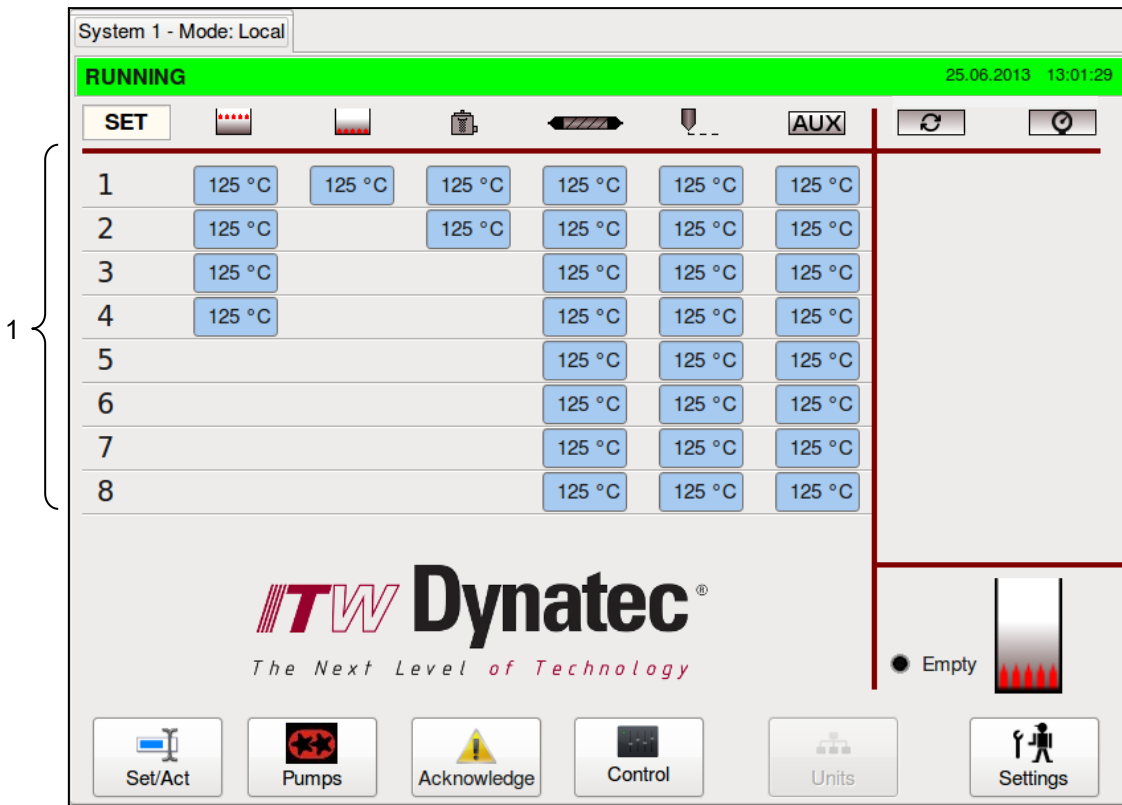 System 1 - Mode: Local
RUNNING 25.06.2013 13:01:29
SET AUX
1 125 °C 125 °C 125 °C 125 °C 125 °C 125 °C
2 125 °C 125 °C 125 °C 125 °C 125 °C
3 125 °C 125 °C 125 °C 125 °C
4 125 °C 125 °C 125 °C 125 °C
1
5 125 °C 125 °C 125 °C
6 125 °C 125 °C 125 °C
7 125 °C 125 °C 125 °C
8 125 °C 125 °C 125 °C
ITW Dynatec ®
The Next Level of Technology
Empty
Set/Act Pumps Acknowledge Control Units Settings